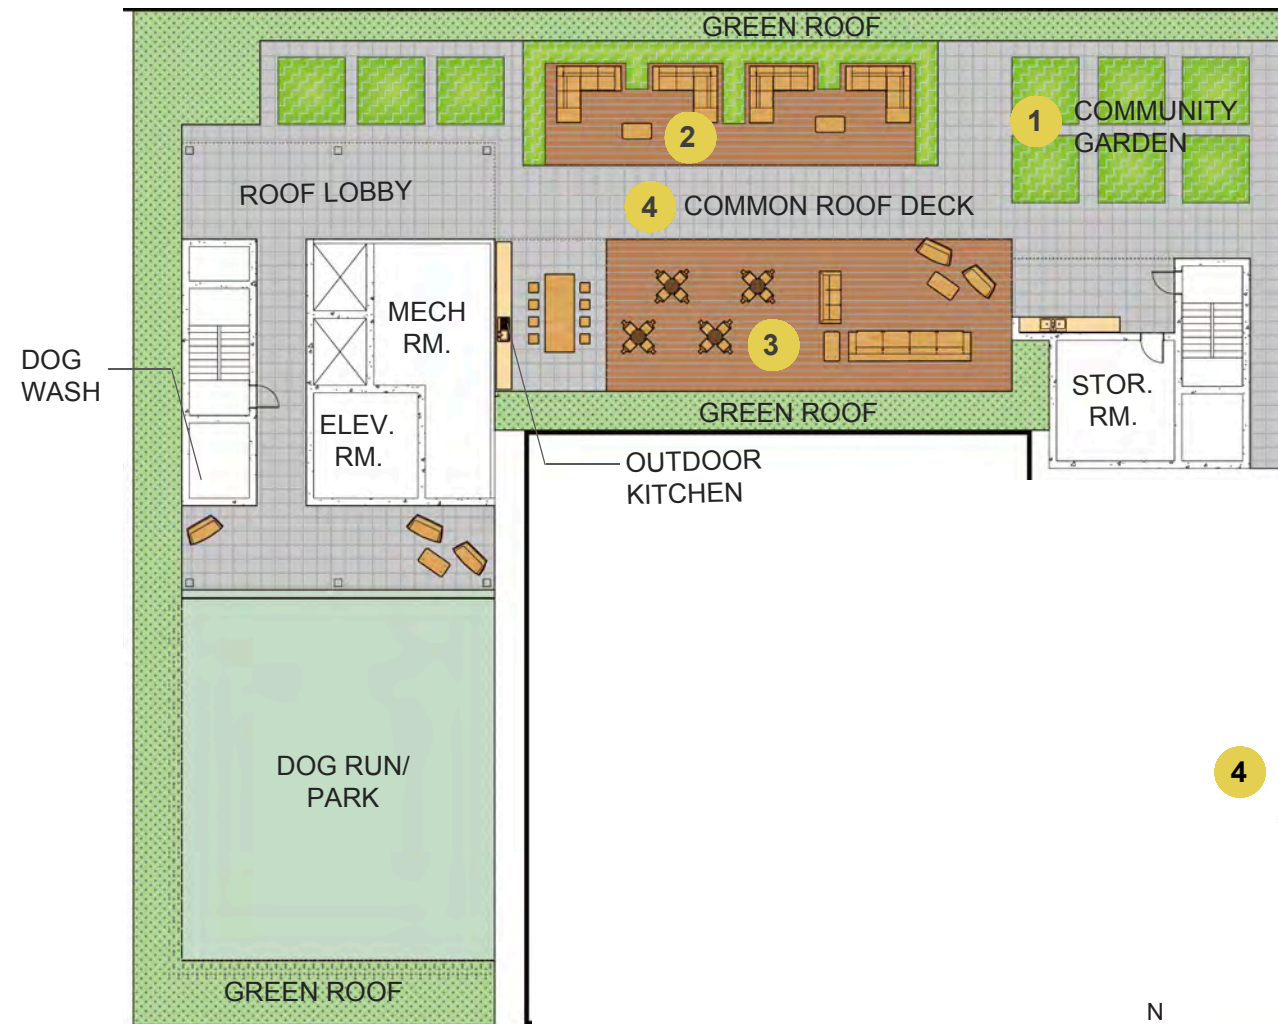 GREEN ROOF
1
COMMUNITY
GARDEN
2
ROOF LOBBY
4
COMMON ROOF DECK
MECH
RM.
3
DOG
WASH
STOR.
RM.
GREEN ROOF
ELEV.
RM.
OUTDOOR
KITCHEN
DOG RUN/
PARK
4
GREEN ROOF
N